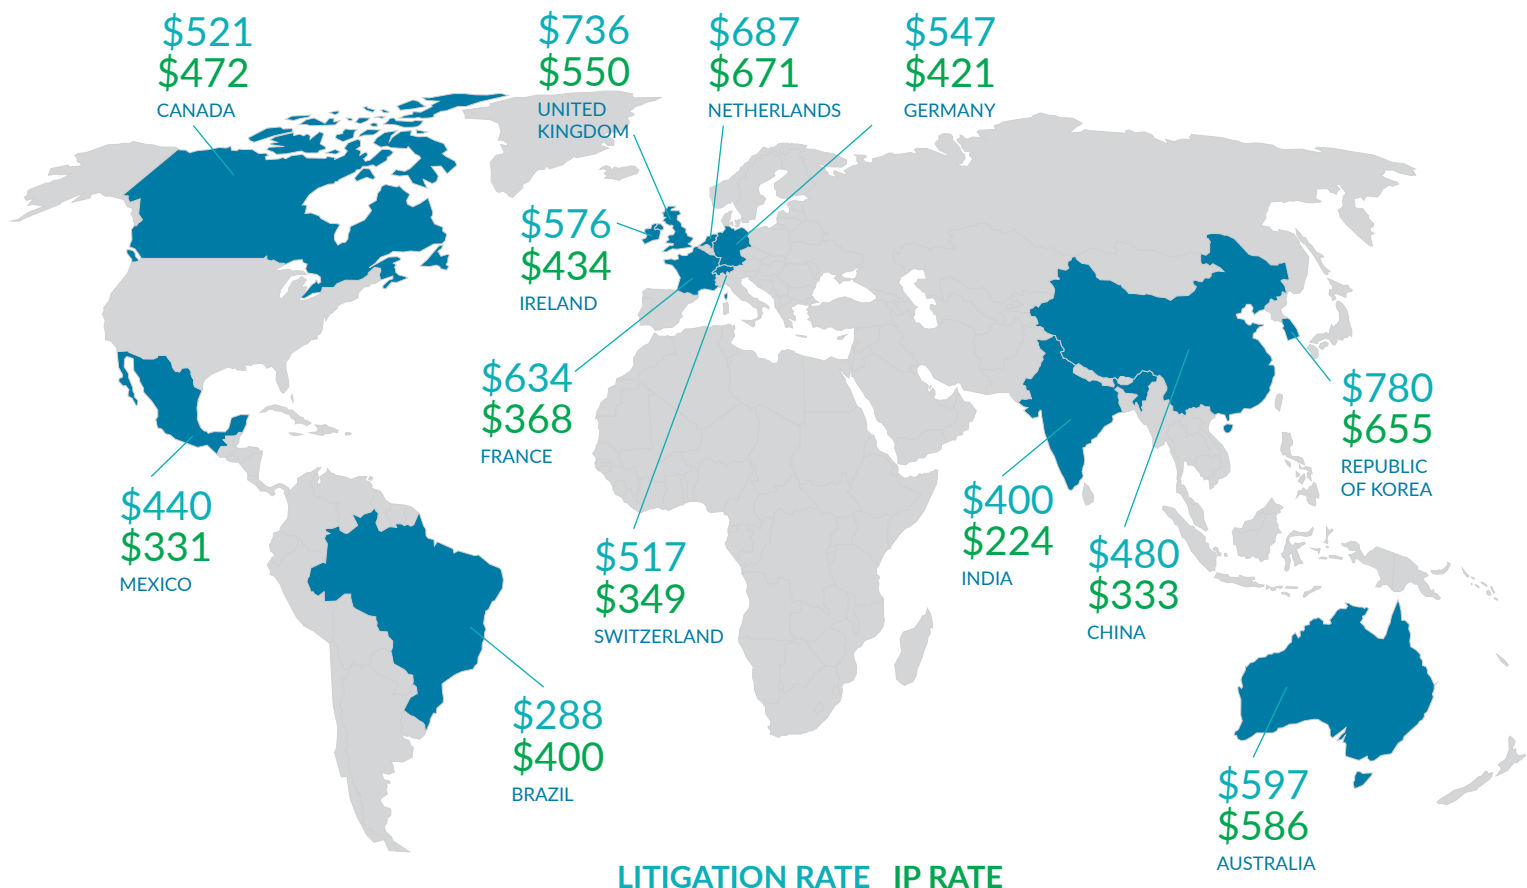 $521
$472
CANADA
$736
$550
UNITED
KINGDOM
$687
$671
NETHERLANDS
$547
$421
GERMANY
$576
$434
IRELAND
$634
$368
FRANCE
$780
$655
REPUBLIC
OF KOREA
$440
$331
MEXICO
$517
$349
SWITZERLAND
$400
$224
INDIA
$480
$333
CHINA
$288
$400
BRAZIL
$597
$586
AUSTRALIA
LITIGATION RATE IP RATE